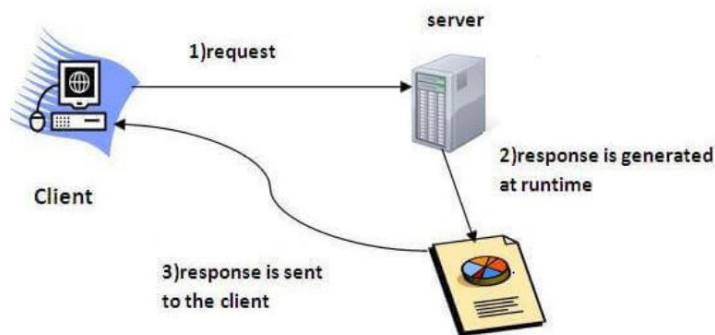 server
1)request
Client
2)response is generated
at runtime
3)response is sent
to the client